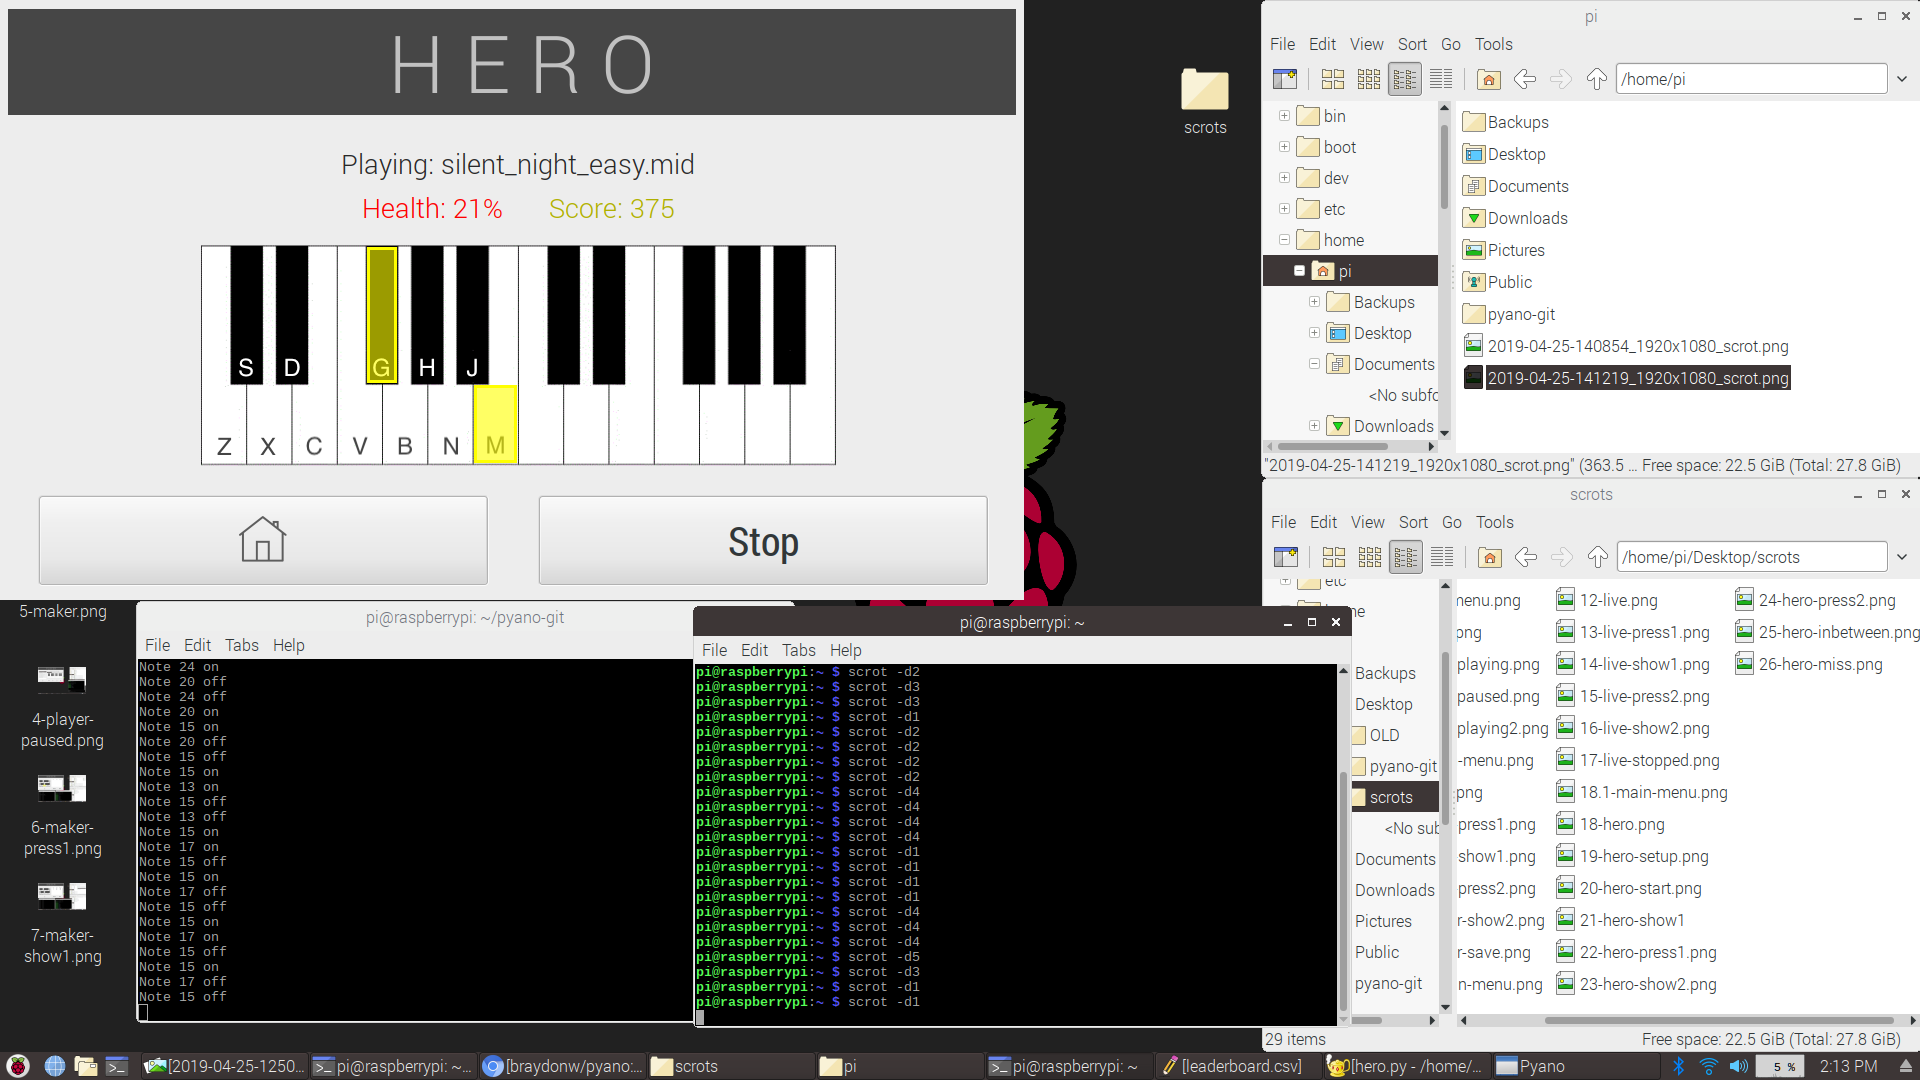 HERO
Playing: silent_night_easy.mid
Health: 21% Score: 375
S D G H J
Z X C V B N M
Stop
scrots
pi
File Edit View Sort Go Tools
/home/pi
bin
boot
dev
etc
home
pi
Backups
Desktop
Documents
<No subfo
Downloads
Backups
Desktop
Documents
Downloads
Pictures
Public
pyano-git
2019-04-25-140854_1920x1080_scrot.png
2019-04-25-141219_1920x1080_scrot.png
"2019-04-25-141219_1920x1080_scrot.png" (363.5 ... Free space: 22.5 GiB (Total: 27.8 GiB)
scrots
File Edit View Sort Go Tools
/home/pi/Desktop/scrots
etc
Backups
Desktop
OLD
pyano-git
scrots
<No sub
Documents
Downloads
Pictures
Public
pyano-git
enu.png
png
playing.png
paused.png
playing2.png
-menu.png
png
press1.png
show1.png
press2.png
r-show2.png
r-save.png
n-menu.png
12-live.png
13-live-press1.png
14-live-show1.png
15-live-press2.png
16-live-show2.png
17-live-stopped.png
18.1-main-menu.png
18-hero.png
19-hero-setup.png
20-hero-start.png
21-hero-show1
22-hero-press1.png
23-hero-show2.png
24-hero-press2.png
25-hero-inbetween.png
26-hero-miss.png
29 items Free space: 22.5 GiB (Total: 27.8 GiB)
5-maker.png
4-player-
paused.png
6-maker-
press1.png
7-maker-
show1.png
pi@raspberrypi: ~/pyano-git
File Edit Tabs Help
Note 24 on
Note 20 off
Note 24 off
Note 20 on
Note 15 on
Note 20 off
Note 15 off
Note 15 on
Note 13 on
Note 15 off
Note 13 off
Note 15 on
Note 17 on
Note 15 off
Note 15 on
Note 17 off
Note 15 off
Note 15 on
Note 17 on
Note 15 off
Note 15 on
Note 17 off
Note 15 off
pi@raspberrypi: ~
File Edit Tabs Help
pi@raspberrypi:~ $ scrot -d2
pi@raspberrypi:~ $ scrot -d3
pi@raspberrypi:~ $ scrot -d3
pi@raspberrypi:~ $ scrot -d1
pi@raspberrypi:~ $ scrot -d2
pi@raspberrypi:~ $ scrot -d2
pi@raspberrypi:~ $ scrot -d2
pi@raspberrypi:~ $ scrot -d2
pi@raspberrypi:~ $ scrot -d4
pi@raspberrypi:~ $ scrot -d4
pi@raspberrypi:~ $ scrot -d4
pi@raspberrypi:~ $ scrot -d4
pi@raspberrypi:~ $ scrot -d1
pi@raspberrypi:~ $ scrot -d1
pi@raspberrypi:~ $ scrot -d1
pi@raspberrypi:~ $ scrot -d1
pi@raspberrypi:~ $ scrot -d4
pi@raspberrypi:~ $ scrot -d4
pi@raspberrypi:~ $ scrot -d4
pi@raspberrypi:~ $ scrot -d5
pi@raspberrypi:~ $ scrot -d3
pi@raspberrypi:~ $ scrot -d1
pi@raspberrypi:~ $ scrot -d1
[2019-04-25-1250... pi@raspberrypi: ~... [braydonw/pyano:... scrots pi pi@raspberrypi: ~ [leaderboard.csv] [hero.py - /home/... Pyano 5 % 2:13 PM